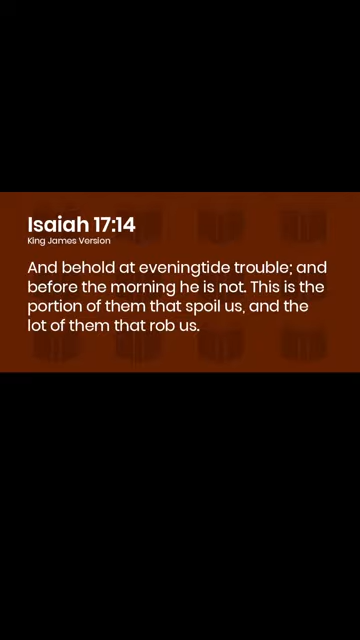 Isaiah 17:14
King James Version
And behold at eveningtide trouble; and
before the morning he is not. This is the
portion of them that spoil us, and the
lot of them that rob us.